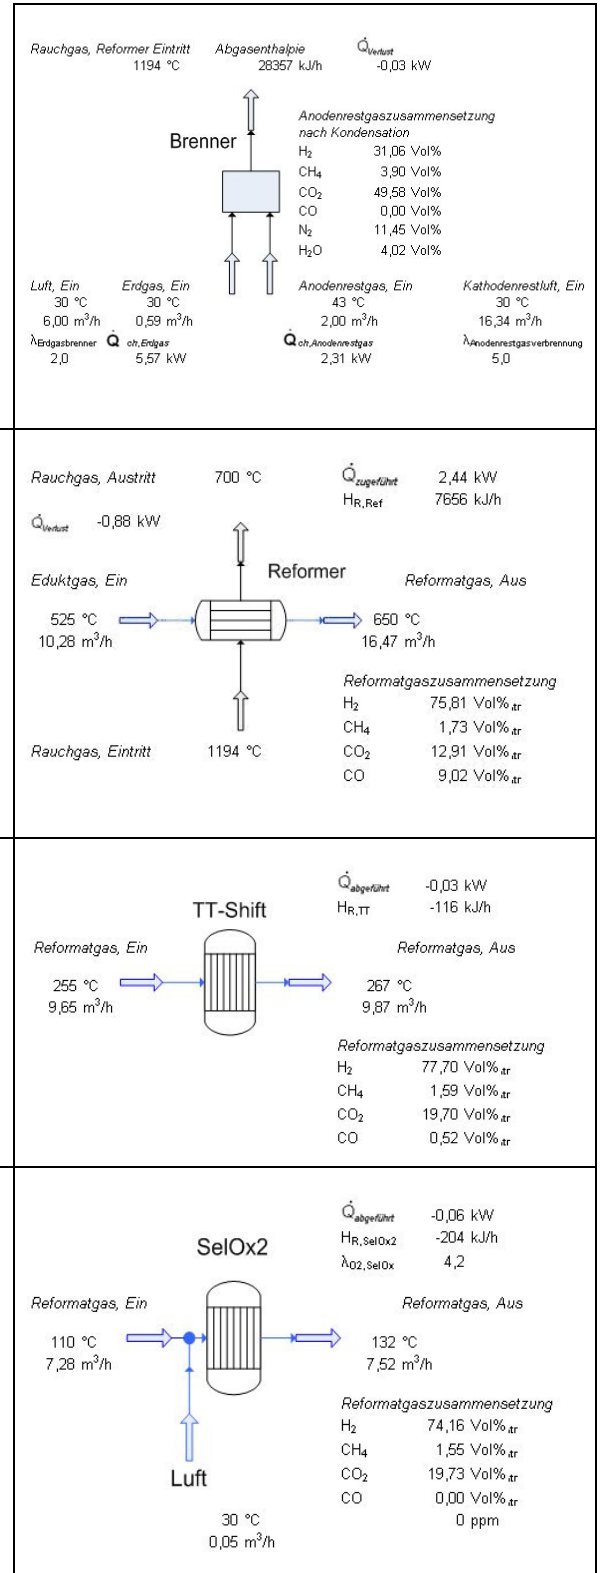 Rauchgas, Reformer Eintritt Abgasenthalpie Q̇Verlust
1194 °C 28357 kJ/h -0,03 kW
Anodenrestgaszusammensetzung
nach Kondensation
Brenner
H2 31,06 Vol%
CH4 3,90 Vol%
CO2 49,58 Vol%
CO 0,00 Vol%
N2 11,45 Vol%
H2O 4,02 Vol%
Luft, Ein Erdgas, Ein Anodenrestgas, Ein Kathodenrestluft, Ein
30 °C 30 °C 43 °C 30 °C
6,00 m3/h 0,59 m3/h 2,00 m3/h 16,34 m3/h
λErdgasbrenner Q̇ ch,Erdgas Q̇ ch,Anodenrestgas λAnodenrestgasverbrennung
2,0 5,57 kW 2,31 kW 5,0
Rauchgas, Austritt 700 °C Q̇zugeführt 2,44 kW
HR,Ref 7656 kJ/h
Q̇Verlust -0,88 kW
Reformer
Eduktgas, Ein Reformatgas, Aus
525 °C 650 °C
10,28 m3/h 16,47 m3/h
Reformatgaszusammensetzung
H2 75,81 Vol%,tr
CH4 1,73 Vol%,tr
Rauchgas, Eintritt 1194 °C CO2 12,91 Vol%,tr
CO 9,02 Vol%,tr
Q̇abgeführt -0,03 kW
TT-Shift HR,TT -116 kJ/h
Reformatgas, Ein Reformatgas, Aus
255 °C 267 °C
9,65 m3/h 9,87 m3/h
Reformatgaszusammensetzung
H2 77,70 Vol%,tr
CH4 1,59 Vol%,tr
CO2 19,70 Vol%,tr
CO 0,52 Vol%,tr
Q̇abgeführt -0,06 kW
SelOx2 HR,SelOx2 -204 kJ/h
λO2,SelOx 4,2
Reformatgas, Ein Reformatgas, Aus
110 °C 132 °C
7,28 m3/h 7,52 m3/h
Reformatgaszusammensetzung
H2 74,16 Vol%,tr
CH4 1,55 Vol%,tr
Luft CO2 19,73 Vol%,tr
CO 0,00 Vol%,tr
30 °C 0 ppm
0,05 m3/h